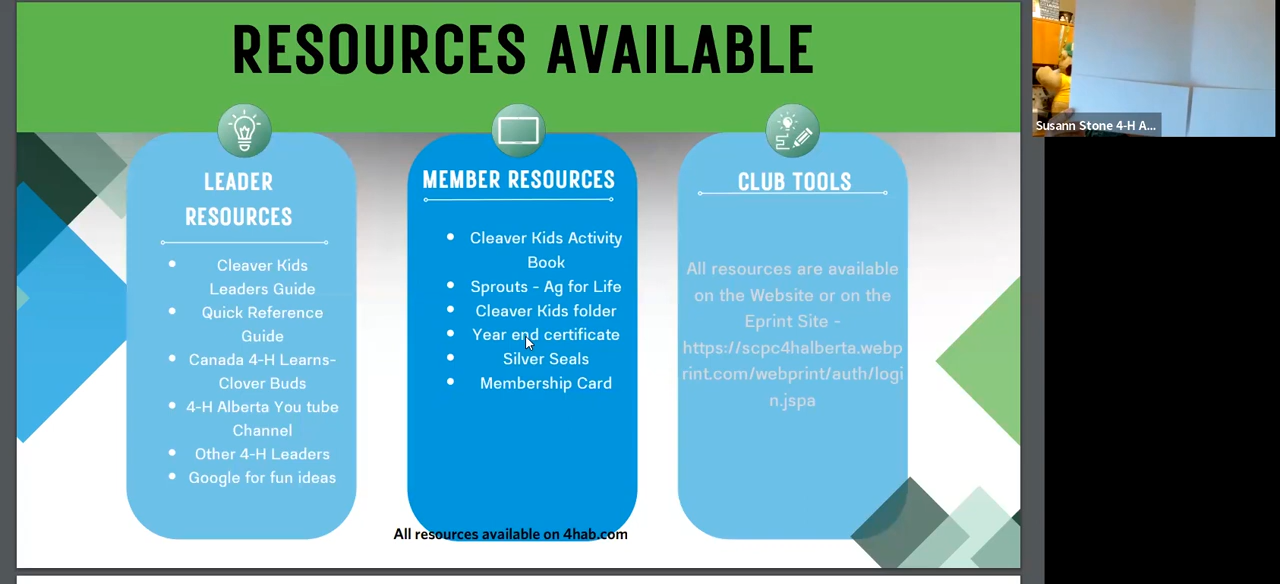 RESOURCES AVAILABLE
LEADER
RESOURCES
Cleaver Kids
Leaders Guide
Quick Reference
Guide
Canada 4-H Learns-
Clover Buds
4-H Alberta You tube
Channel
Other 4-H Leaders
Google for fun ideas
MEMBER RESOURCES
Cleaver Kids Activity
Book
Sprouts - Ag for Life
Cleaver Kids folder
Year end certificate
Silver Seals
Membership Card
CLUB TOOLS
All resources are available
on the Website or on the
Eprint Site -
https://scpc4halberta.webp
rint.com/webprint/auth/logi
n.jspa
All resources available on 4hab.com
Susann Stone 4-H A...